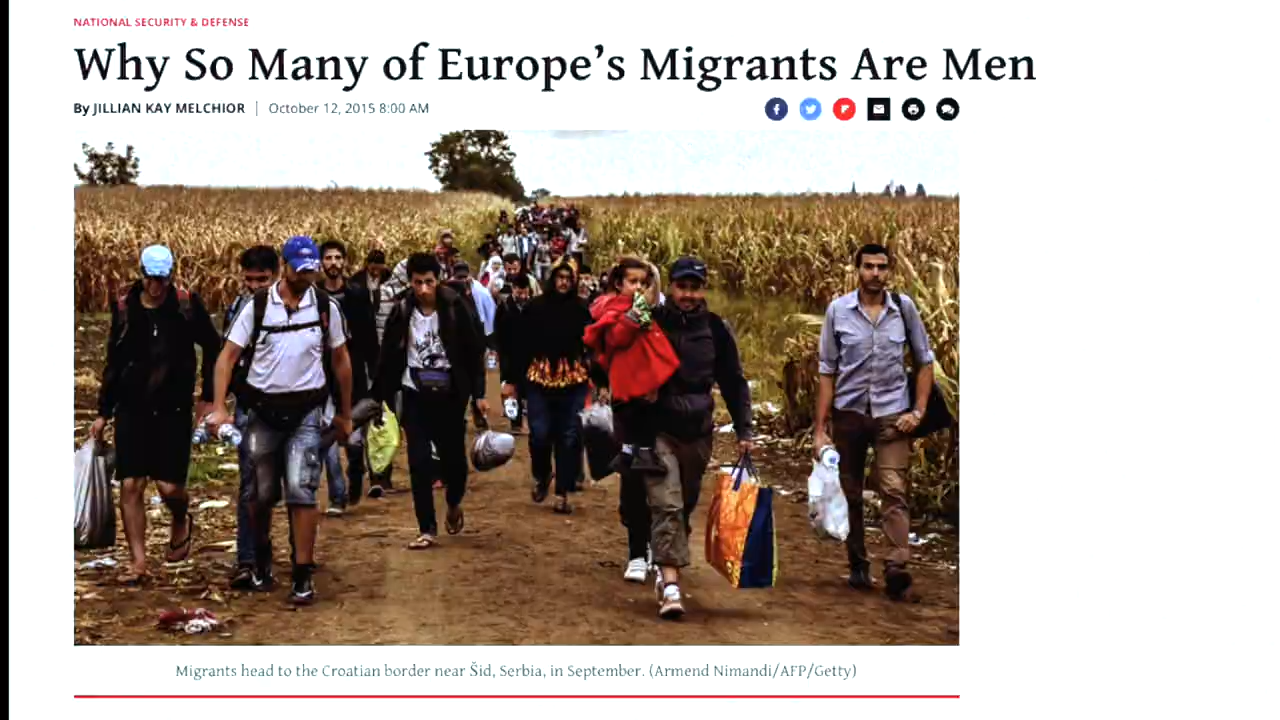 NATIONAL SECURITY & DEFENSE
Why So Many of Europe's Migrants Are Men
By JILLIAN KAY MELCHIOR | October 12, 2015 8:00 AM
Migrants head to the Croatian border near Šid, Serbia, in September. (Armend Nimandi/AFP/Getty)